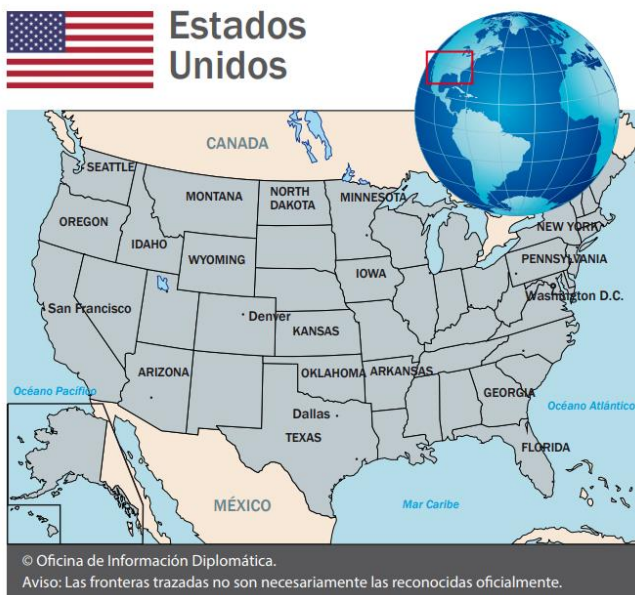 Estados
Unidos
CANADA
SEATTLE
MONTANA
NORTH
DAKOTA
MINNESOTA
OREGON
IDAHO
WYOMING
NEW YORK
PENNSYLVANIA
IOWA
Washington D.C.
San Francisco
Denver
KANSAS
ARIZONA
OKLAHOMA
ARKANSAS
GEORGIA
Océano Pacífico
Océano Atlántico
Dallas
TEXAS
FLORIDA
MÉXICO
Mar Caribe
© Oficina de Información Diplomática.
Aviso: Las fronteras trazadas no son necesariamente las reconocidas oficialmente.